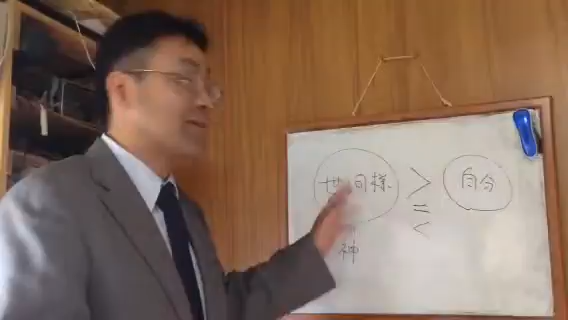 世間様 > 自分
=
<
神